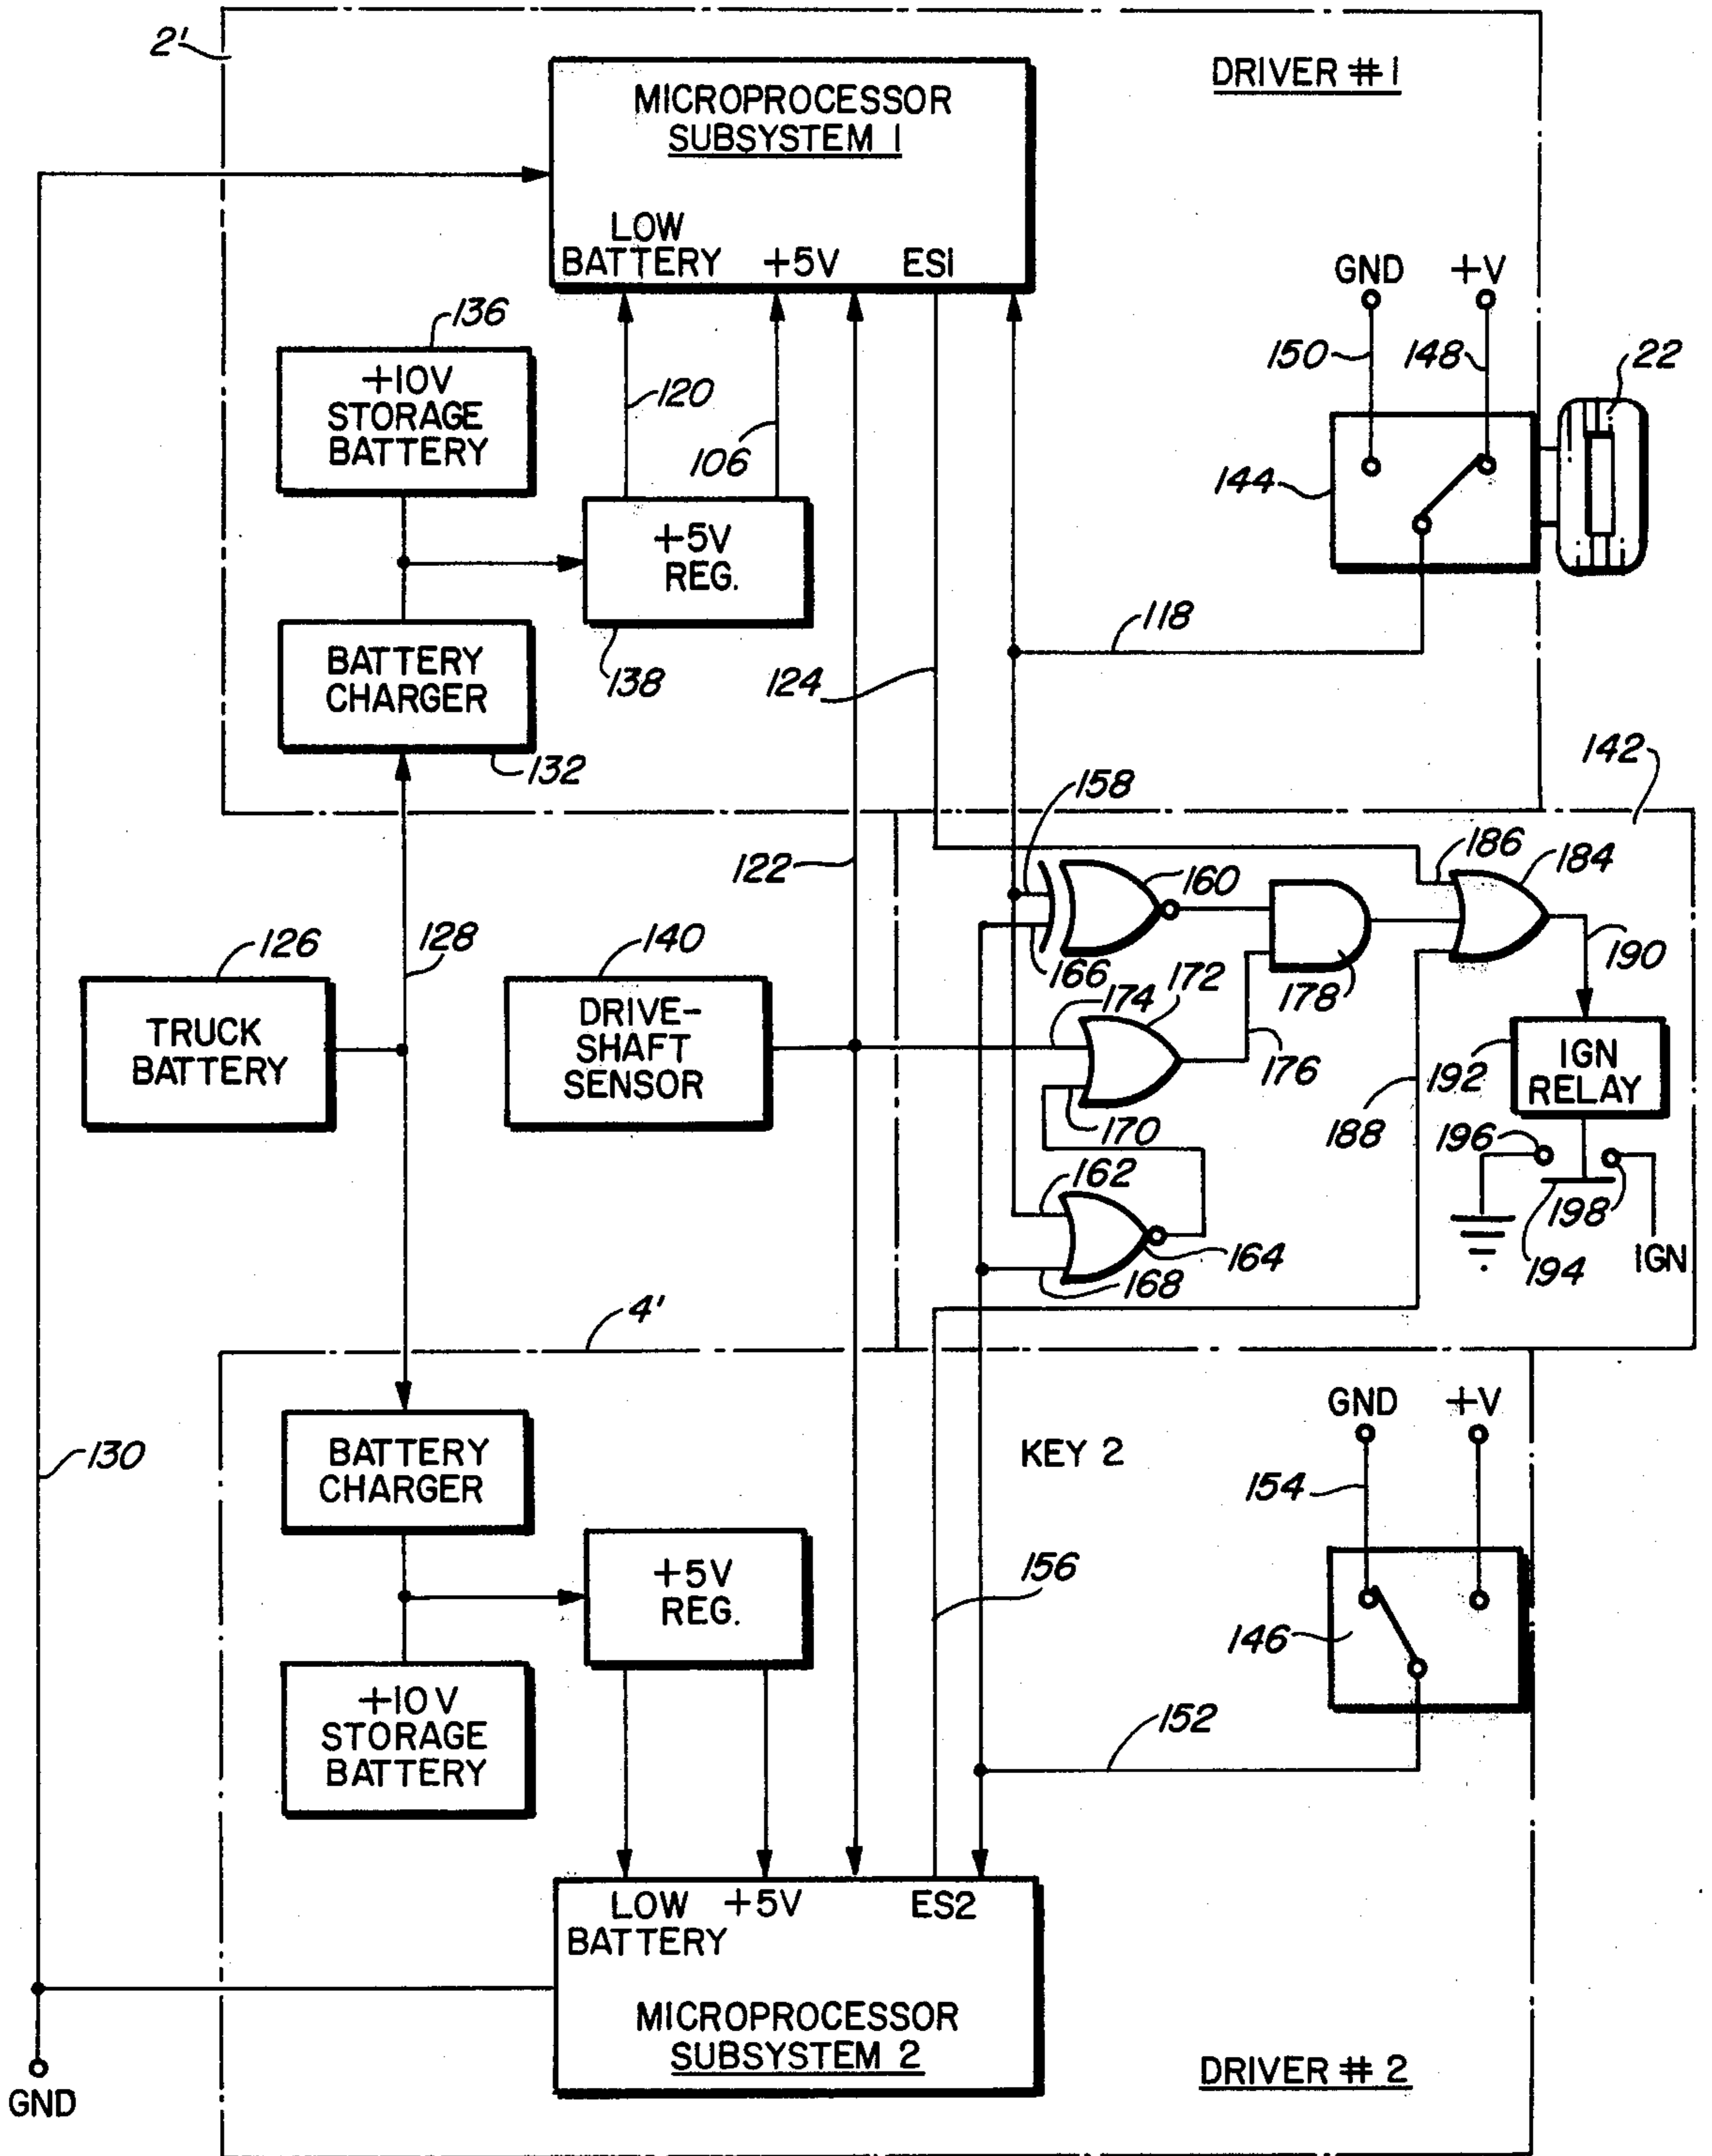 2'
DRIVER #1
MICROPROCESSOR
SUBSYSTEM 1
LOW
BATTERY
+5V
ES1
GND
+V
136
+10V
STORAGE
BATTERY
120
106
150
148
22
144
+5V
REG.
138
118
124
BATTERY
CHARGER
132
142
158
186
184
122
160
126
128
140
166
178
190
TRUCK
BATTERY
DRIVE-
SHAFT
SENSOR
174
172
176
192
IGN
RELAY
170
188
196
162
198
164
194
IGN
168
4'
GND
+V
130
BATTERY
CHARGER
KEY 2
154
+5V
REG.
156
146
+10V
STORAGE
BATTERY
152
LOW
BATTERY
+5V
ES2
MICROPROCESSOR
SUBSYSTEM 2
GND
DRIVER #2